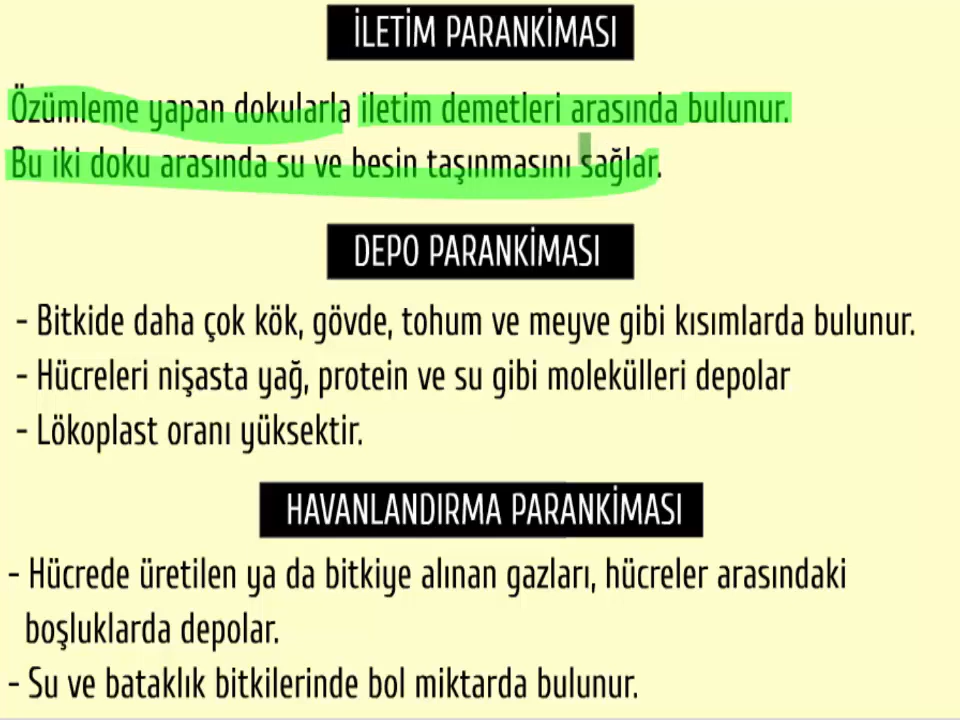 İLETİM PARANKİMASI
Özümleme yapan dokularla iletim demetleri arasında bulunur.
Bu iki doku arasında su ve besin taşınmasını sağlar.
DEPO PARANKİMASI
- Bitkide daha çok kök, gövde, tohum ve meyve gibi kısımlarda bulunur.
- Hücreleri nişasta yağ, protein ve su gibi molekülleri depolar
- Lökoplast oranı yüksektir.
HAVANLANDIRMA PARANKİMASI
- Hücrede üretilen ya da bitkiye alınan gazları, hücreler arasındaki
boşluklarda depolar.
- Su ve bataklık bitkilerinde bol miktarda bulunur.